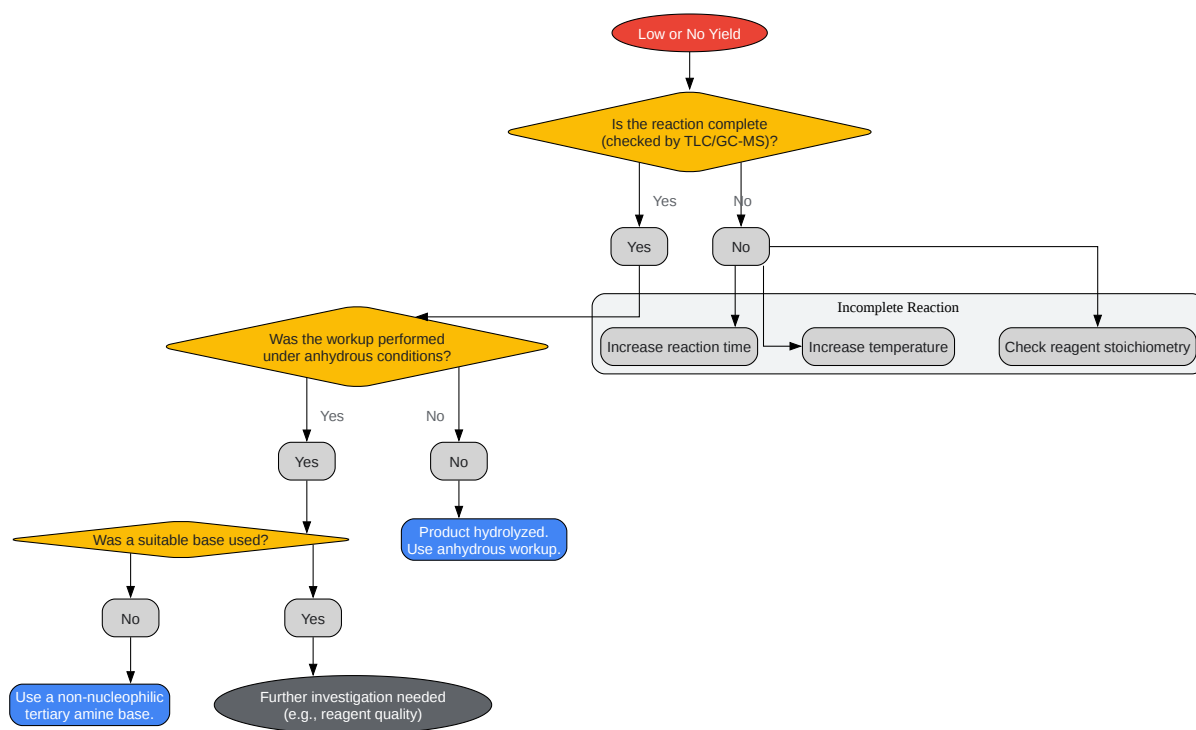 Low or No Yield
Is the reaction complete
(checked by TLC/GC-MS)?
Yes
No
Yes
No
Incomplete Reaction
Increase reaction time
Increase temperature
Check reagent stoichiometry
Was the workup performed
under anhydrous conditions?
Yes
No
Yes
No
Product hydrolyzed.
Use anhydrous workup.
Was a suitable base used?
No
Yes
Use a non-nucleophilic
tertiary amine base.
Further investigation needed
(e.g., reagent quality)